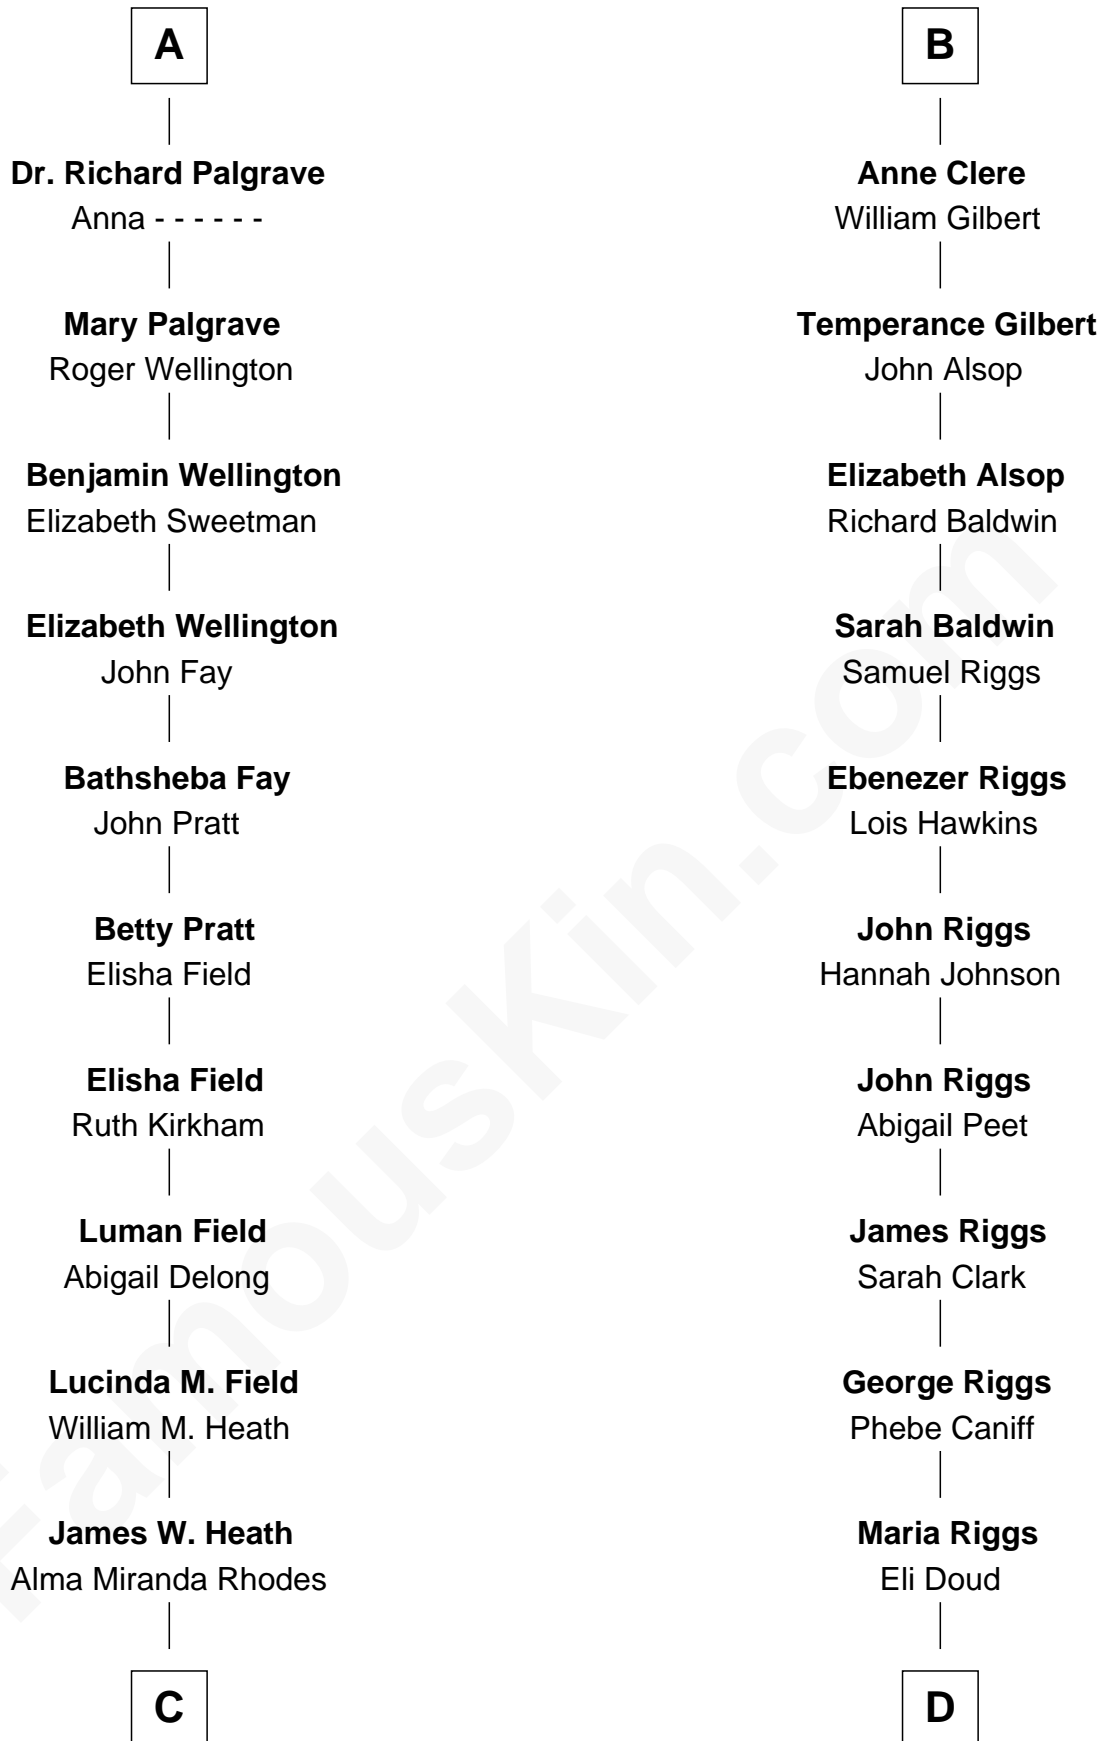 A
Dr. Richard Palgrave
Anna - - - - - -
Mary Palgrave
Roger Wellington
Benjamin Wellington
Elizabeth Sweetman
Elizabeth Wellington
John Fay
Bathsheba Fay
John Pratt
Betty Pratt
Elisha Field
Elisha Field
Ruth Kirkham
Luman Field
Abigail Delong
Lucinda M. Field
William M. Heath
James W. Heath
Alma Miranda Rhodes
C
B
Anne Clere
William Gilbert
Temperance Gilbert
John Alsop
Elizabeth Alsop
Richard Baldwin
Sarah Baldwin
Samuel Riggs
Ebenezer Riggs
Lois Hawkins
John Riggs
Hannah Johnson
John Riggs
Abigail Peet
James Riggs
Sarah Clark
George Riggs
Phebe Caniff
Maria Riggs
Eli Doud
D
FamousKin.com